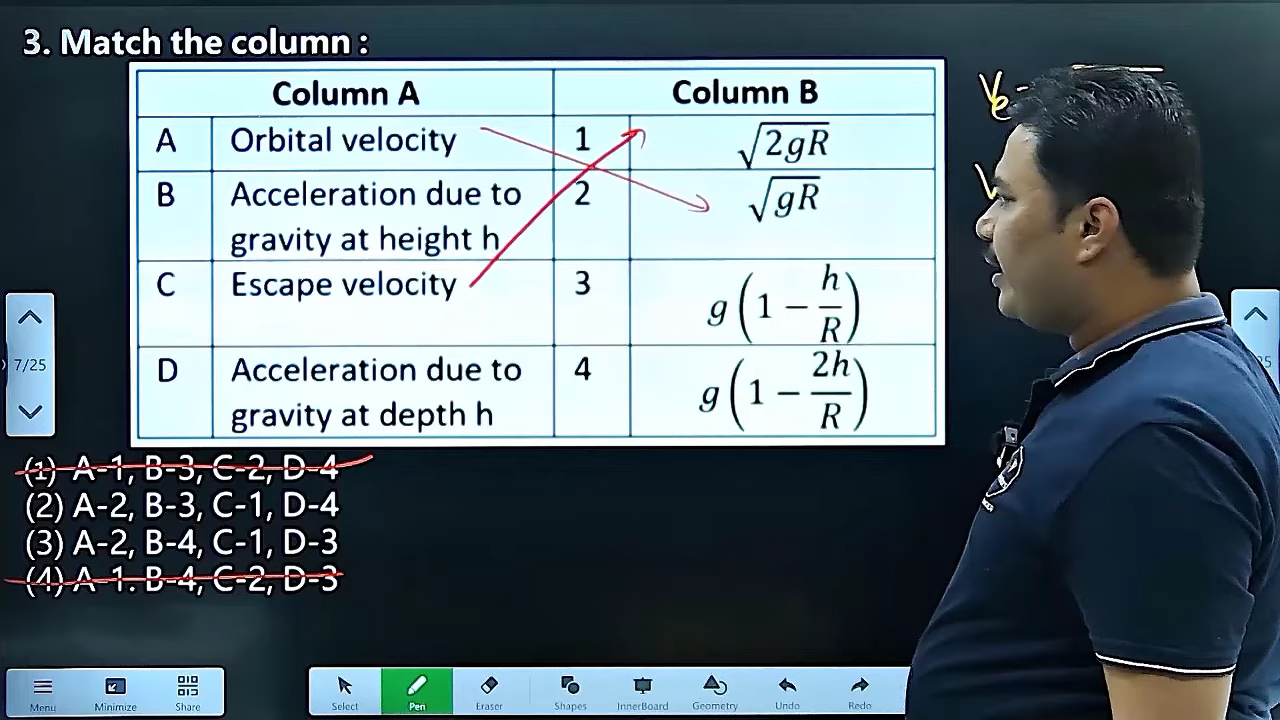 3. Match the column :
Column A Column B
A Orbital velocity 1 √2gR
B Acceleration due to gravity at height h 2 √gR
C Escape velocity 3 g(1 − h/R)
D Acceleration due to gravity at depth h 4 g(1 − 2h/R)
(1) A-1, B-3, C-2, D-4
(2) A-2, B-3, C-1, D-4
(3) A-2, B-4, C-1, D-3
(4) A-1. B-4, C-2, D-3
7/25
Menu Minimize Share
Select Pen Eraser Shapes InnerBoard Geometry Undo Redo